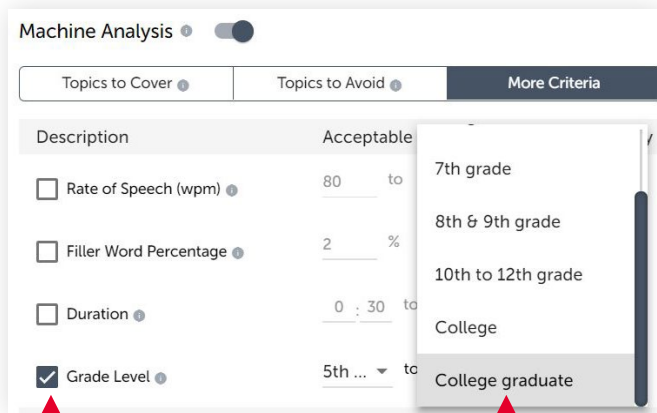 Machine Analysis
Topics to Cover
Topics to Avoid
More Criteria
Description
Acceptable
Rate of Speech (wpm)
80 to
Filler Word Percentage
2 %
Duration
0 : 30 to
Grade Level
5th ... to
7th grade
8th & 9th grade
10th to 12th grade
College
College graduate